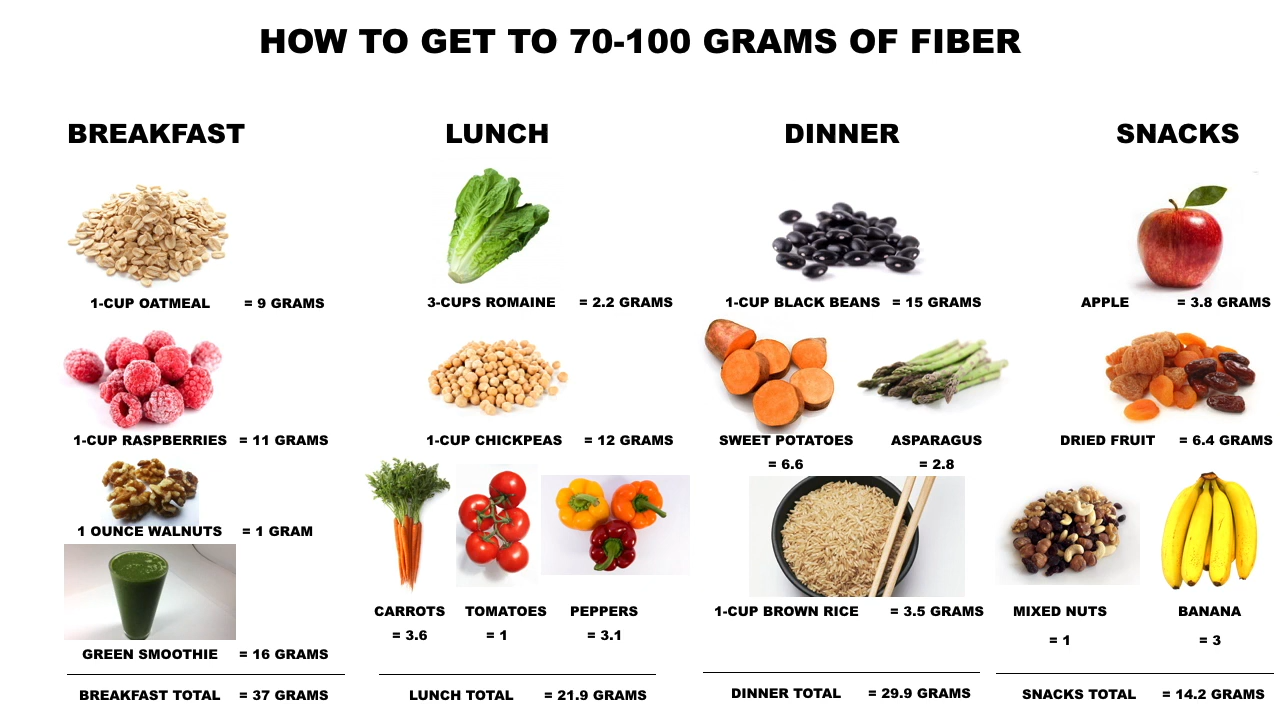 HOW TO GET TO 70-100 GRAMS OF FIBER
BREAKFAST
1-CUP OATMEAL = 9 GRAMS
1-CUP RASPBERRIES = 11 GRAMS
1 OUNCE WALNUTS = 1 GRAM
GREEN SMOOTHIE = 16 GRAMS
BREAKFAST TOTAL = 37 GRAMS
LUNCH
3-CUPS ROMAINE = 2.2 GRAMS
1-CUP CHICKPEAS = 12 GRAMS
CARROTS TOMATOES PEPPERS
= 3.6 = 1 = 3.1
LUNCH TOTAL = 21.9 GRAMS
DINNER
1-CUP BLACK BEANS = 15 GRAMS
SWEET POTATOES ASPARAGUS
= 6.6 = 2.8
1-CUP BROWN RICE = 3.5 GRAMS
DINNER TOTAL = 29.9 GRAMS
SNACKS
APPLE = 3.8 GRAMS
DRIED FRUIT = 6.4 GRAMS
MIXED NUTS BANANA
= 1 = 3
SNACKS TOTAL = 14.2 GRAMS